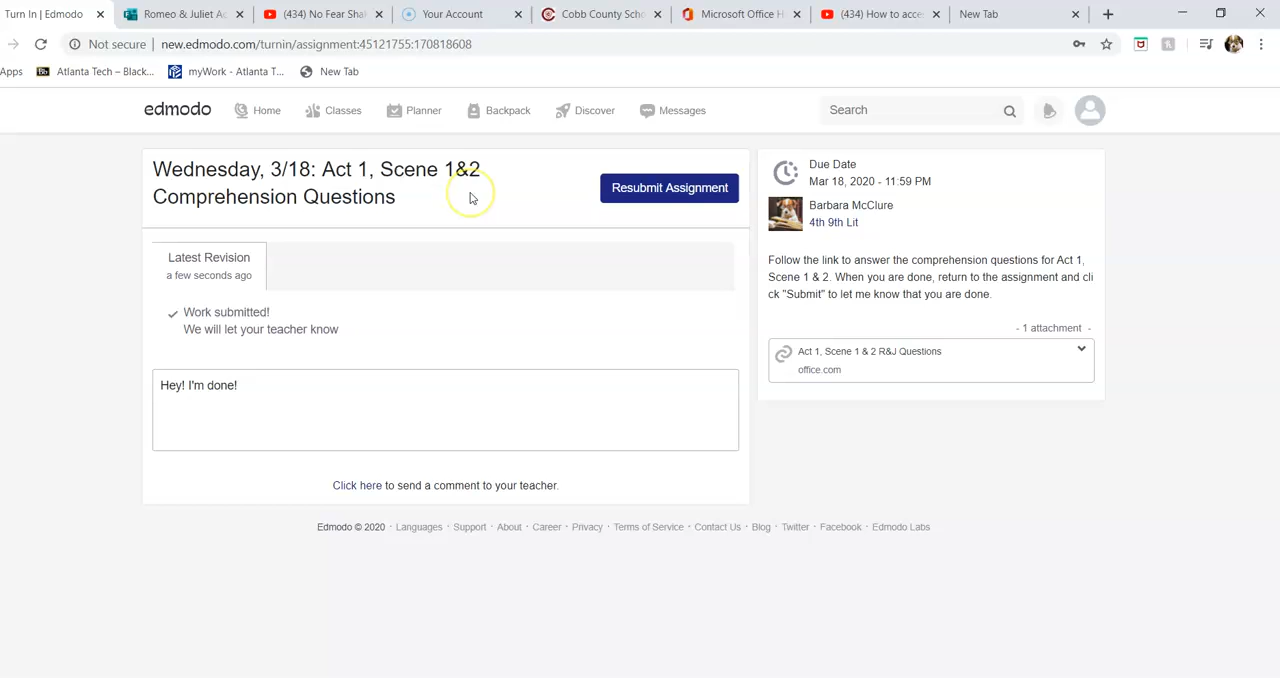 Turn In | Edmodo
Romeo & Juliet Ac
(434) No Fear Shak
Your Account
Cobb County Scho
Microsoft Office H
(434) How to acces
New Tab
Not secure | new.edmodo.com/turnin/assignment:45121755:170818608
Apps
Atlanta Tech – Black...
myWork - Atlanta T...
New Tab
edmodo
Home
Classes
Planner
Backpack
Discover
Messages
Search
Wednesday, 3/18: Act 1, Scene 1&2
Comprehension Questions
Resubmit Assignment
Latest Revision
a few seconds ago
Work submitted!
We will let your teacher know
Hey! I'm done!
Click here to send a comment to your teacher.
Due Date
Mar 18, 2020 - 11:59 PM
Barbara McClure
4th 9th Lit
Follow the link to answer the comprehension questions for Act 1,
Scene 1 & 2. When you are done, return to the assignment and cli
ck "Submit" to let me know that you are done.
- 1 attachment -
Act 1, Scene 1 & 2 R&J Questions
office.com
Edmodo © 2020 · Languages · Support · About · Career · Privacy · Terms of Service · Contact Us · Blog · Twitter · Facebook · Edmodo Labs